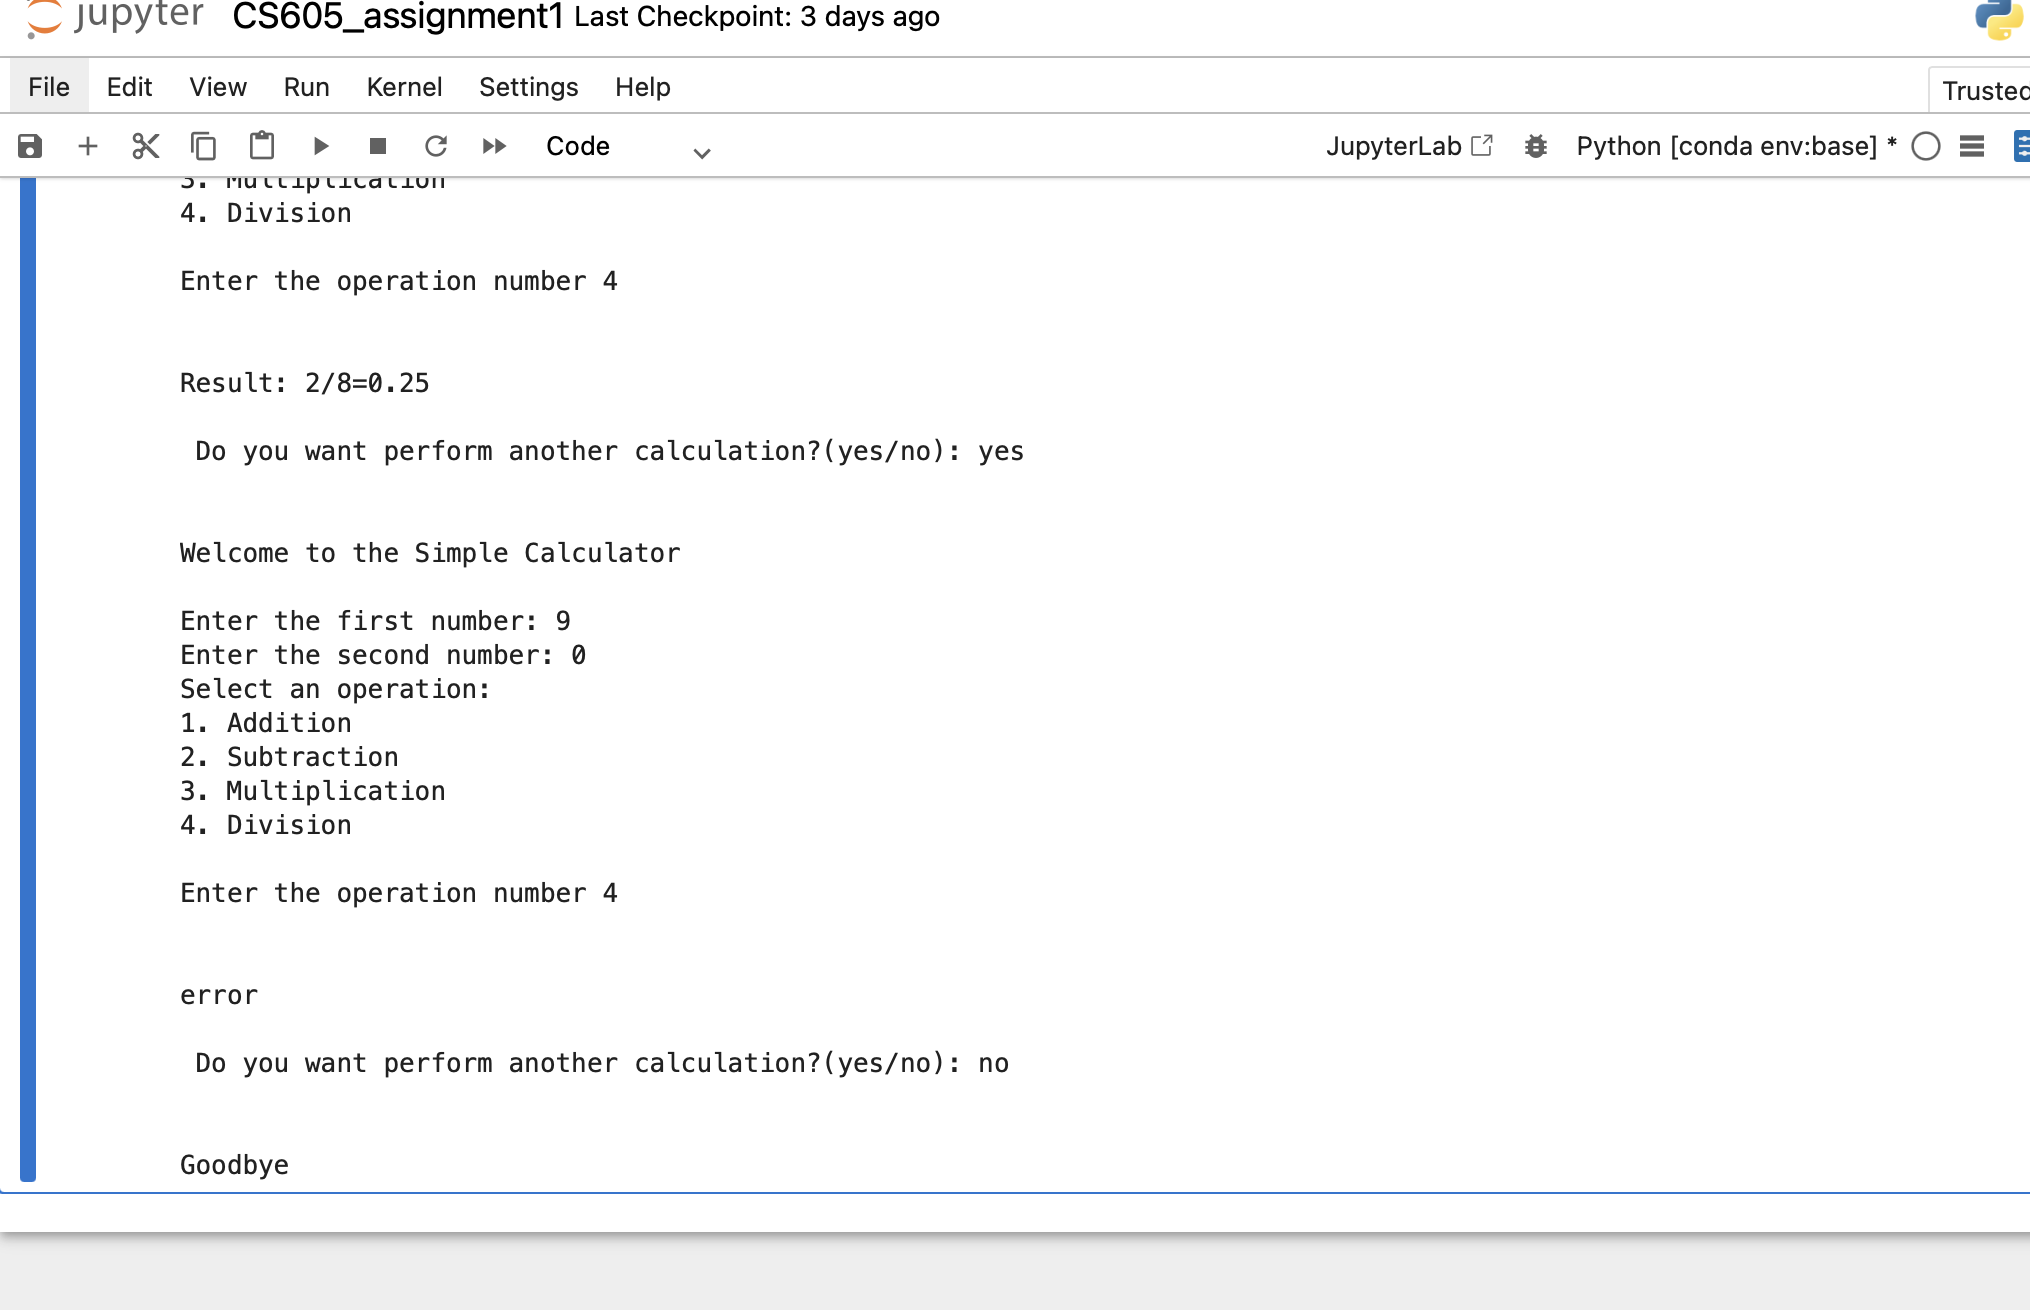 jupyter CS605_assignment1 Last Checkpoint: 3 days ago
File Edit View Run Kernel Settings Help Trusted
Code JupyterLab Python [conda env:base] *
3. Multiplication
4. Division
Enter the operation number 4
Result: 2/8=0.25
Do you want perform another calculation?(yes/no): yes
Welcome to the Simple Calculator
Enter the first number: 9
Enter the second number: 0
Select an operation:
1. Addition
2. Subtraction
3. Multiplication
4. Division
Enter the operation number 4
error
Do you want perform another calculation?(yes/no): no
Goodbye